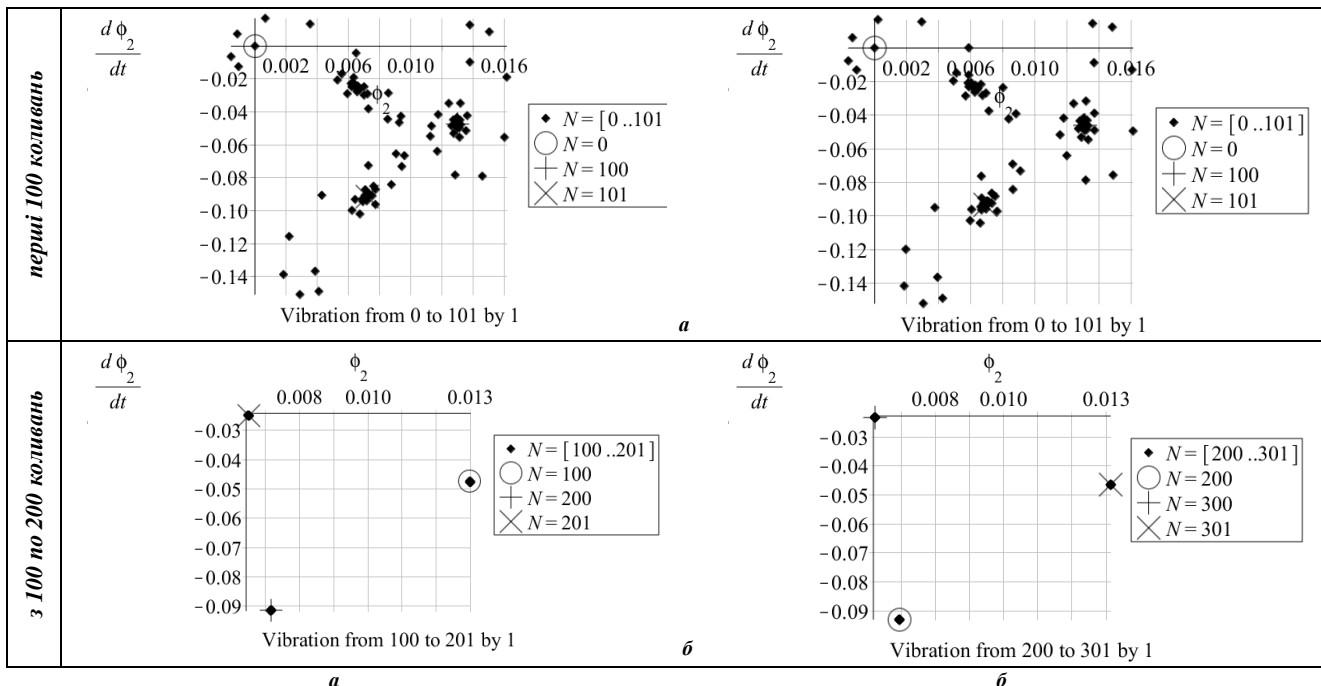 перші 100 коливань
d ϕ2
dt
0.002 0.006 0.010 0.016
ϕ2
−0.02
−0.04
−0.06
−0.08
−0.10
−0.12
−0.14
N = [0 ..101
N = 0
N = 100
N = 101
Vibration from 0 to 101 by 1
а
d ϕ2
dt
0.002 0.006 0.010 0.016
ϕ2
−0.02
−0.04
−0.06
−0.08
−0.10
−0.12
−0.14
N = [0 ..101]
N = 0
N = 100
N = 101
Vibration from 0 to 101 by 1
з 100 по 200 коливань
d ϕ2
dt
ϕ2
0.008 0.010 0.013
−0.03
−0.04
−0.05
−0.06
−0.07
−0.08
−0.09
N = [100 ..201]
N = 100
N = 200
N = 201
Vibration from 100 to 201 by 1
б
d ϕ2
dt
ϕ2
0.008 0.010 0.013
−0.03
−0.04
−0.05
−0.06
−0.07
−0.08
−0.09
N = [200 ..301]
N = 200
N = 300
N = 301
Vibration from 200 to 301 by 1
а
б